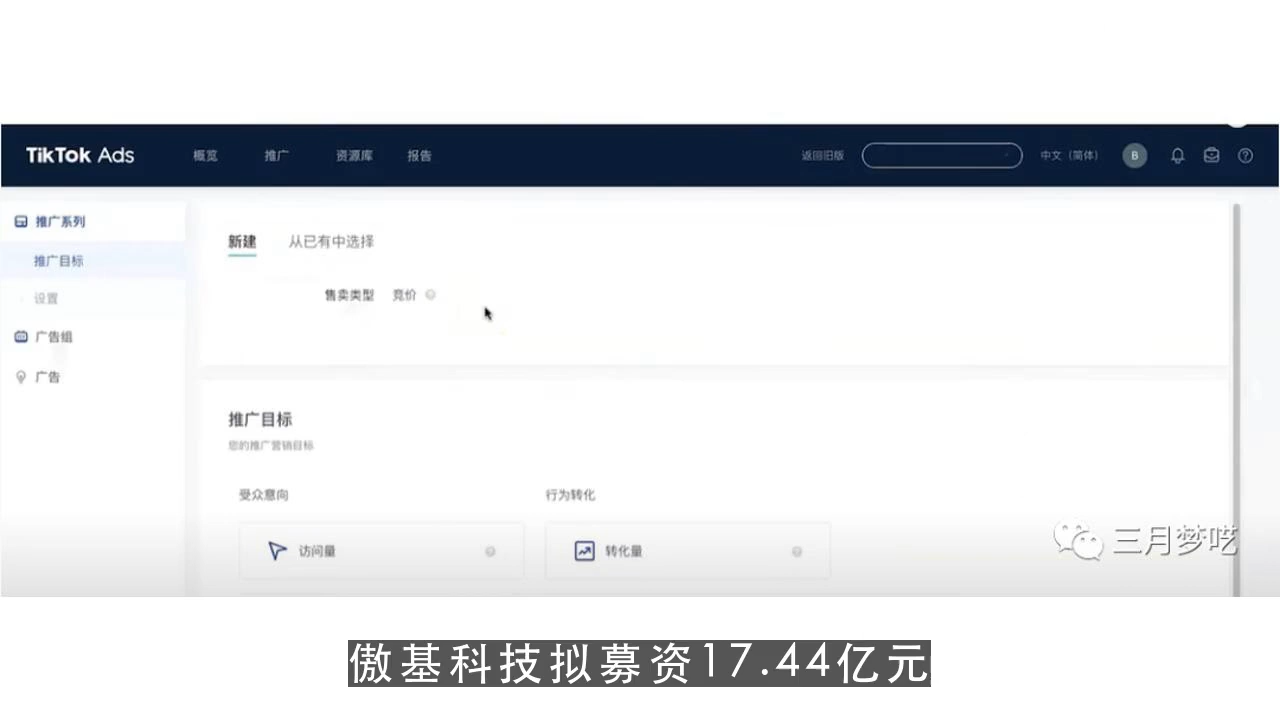 TikTok Ads 概览 推广 资源库 报告 返回旧版 中文（简体） B
推广系列
推广目标
设置
广告组
广告
新建 从已有中选择
售卖类型 竞价
推广目标
您的推广营销目标
受众意向 行为转化
访问量 转化量
三月梦呓
傲基科技拟募资17.44亿元